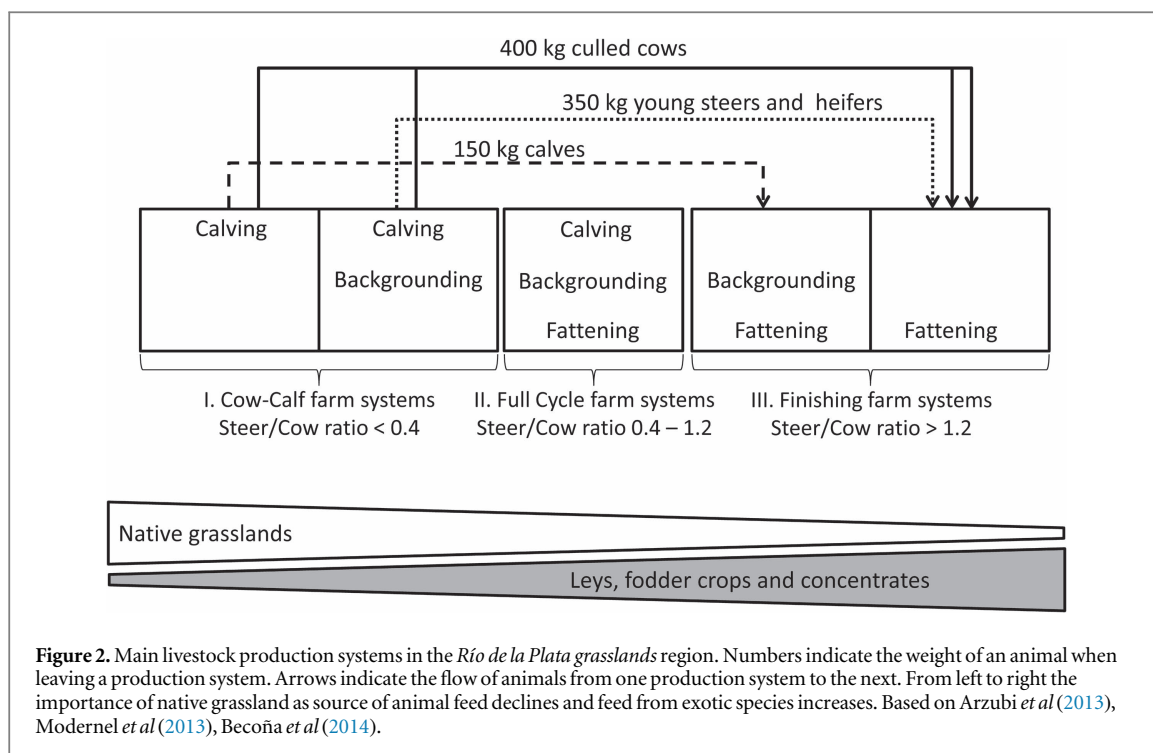 400 kg culled cows
350 kg young steers and heifers
150 kg calves
Calving
Calving
Backgrounding
Calving
Backgrounding
Fattening
Backgrounding
Fattening
Fattening
I. Cow-Calf farm systems
Steer/Cow ratio < 0.4
II. Full Cycle farm systems
Steer/Cow ratio 0.4 – 1.2
III. Finishing farm systems
Steer/Cow ratio > 1.2
Native grasslands
Leys, fodder crops and concentrates
Figure 2. Main livestock production systems in the Río de la Plata grasslands region. Numbers indicate the weight of an animal when
leaving a production system. Arrows indicate the flow of animals from one production system to the next. From left to right the
importance of native grassland as source of animal feed declines and feed from exotic species increases. Based on Arzubi et al (2013),
Modernel et al (2013), Becoña et al (2014).